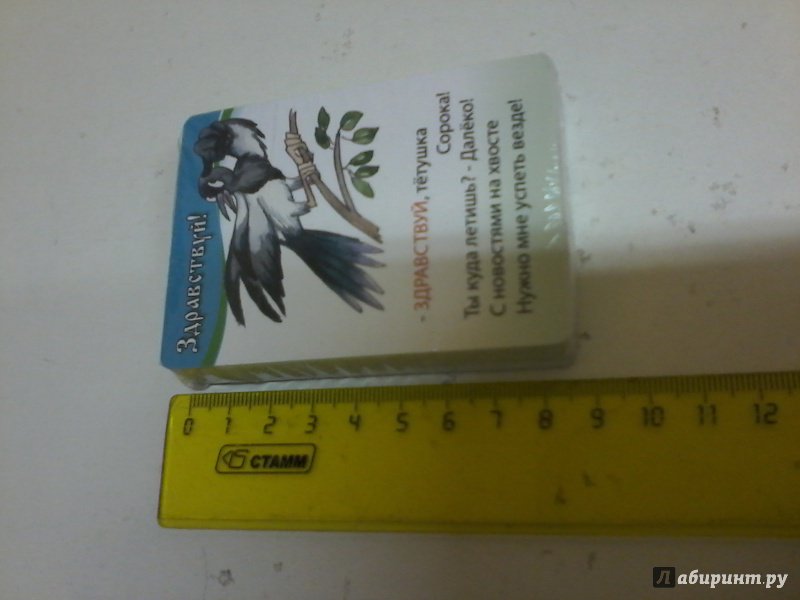 Здравствуй!
- ЗДРАВСТВУЙ, тётушка
Сорока!
Ты куда летишь? - Далёко!
С новостями на хвосте
Нужно мне успеть везде!
0 1 2 3 4 5 6 7 8 9 10 11 12
СТАММ
Лабиринт.ру